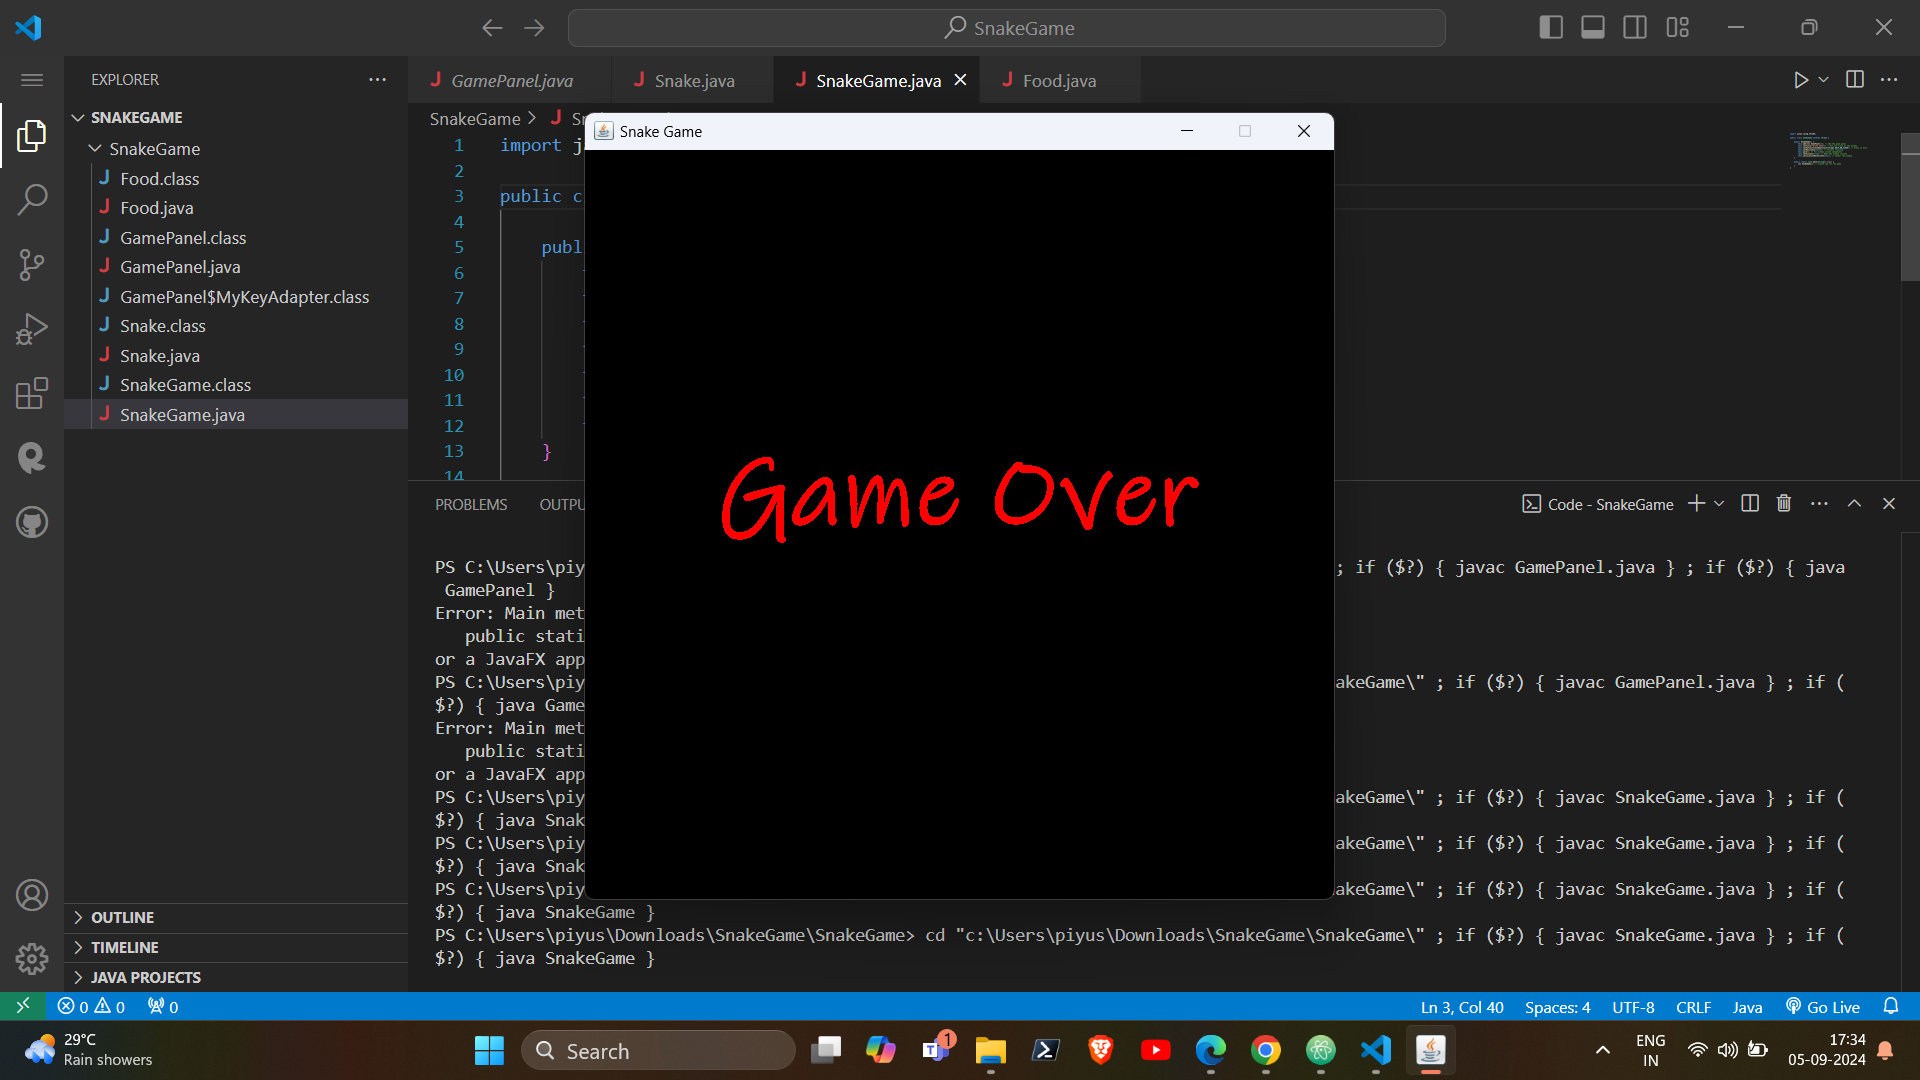 SnakeGame
EXPLORER
SNAKEGAME
SnakeGame
Food.class
Food.java
GamePanel.class
GamePanel.java
GamePanel$MyKeyAdapter.class
Snake.class
Snake.java
SnakeGame.class
SnakeGame.java
OUTLINE
TIMELINE
JAVA PROJECTS
GamePanel.java
Snake.java
SnakeGame.java
Food.java
SnakeGame >
1 import j
2
3 public c
4
5 publ
6
7
8
9
10
11
12
13 }
14
Snake Game
Game Over
PROBLEMS OUTPU
Code - SnakeGame
PS C:\Users\piy ; if ($?) { javac GamePanel.java } ; if ($?) { java
GamePanel }
Error: Main met
public stati
or a JavaFX app
PS C:\Users\piy akeGame\" ; if ($?) { javac GamePanel.java } ; if (
$?) { java Game
Error: Main met
public stati
or a JavaFX app
PS C:\Users\piy akeGame\" ; if ($?) { javac SnakeGame.java } ; if (
$?) { java Snak
PS C:\Users\piy akeGame\" ; if ($?) { javac SnakeGame.java } ; if (
$?) { java Snak
PS C:\Users\piy akeGame\" ; if ($?) { javac SnakeGame.java } ; if (
$?) { java SnakeGame }
PS C:\Users\piyus\Downloads\SnakeGame\SnakeGame> cd "c:\Users\piyus\Downloads\SnakeGame\SnakeGame\" ; if ($?) { javac SnakeGame.java } ; if (
$?) { java SnakeGame }
0 0 0
Ln 3, Col 40 Spaces: 4 UTF-8 CRLF Java Go Live
29°C
Rain showers
Search
1
ENG
IN
17:34
05-09-2024